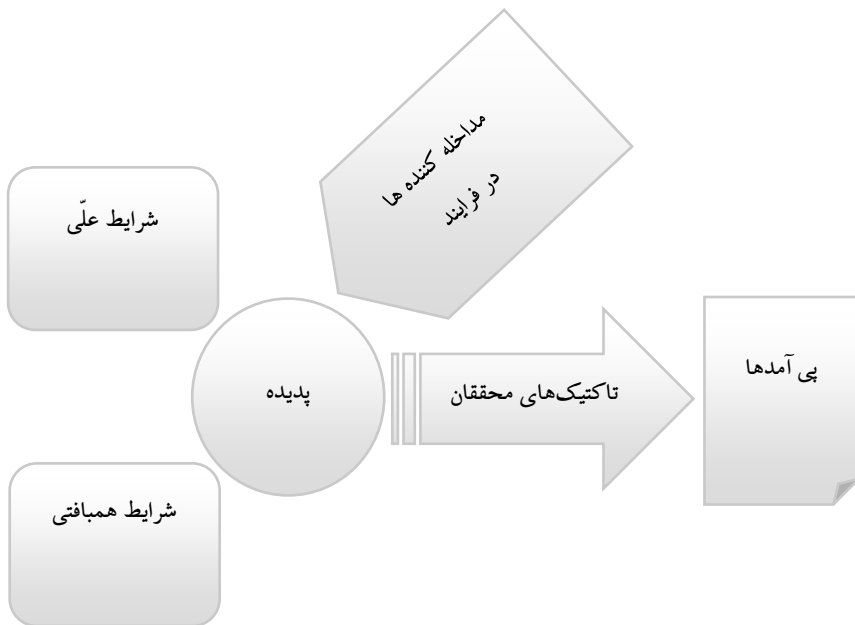 مداخله کننده ها
در فرایند
شرایط علّی
پدیده
تاکتیک‌های محققان
پی آمدها
شرایط همبافتی